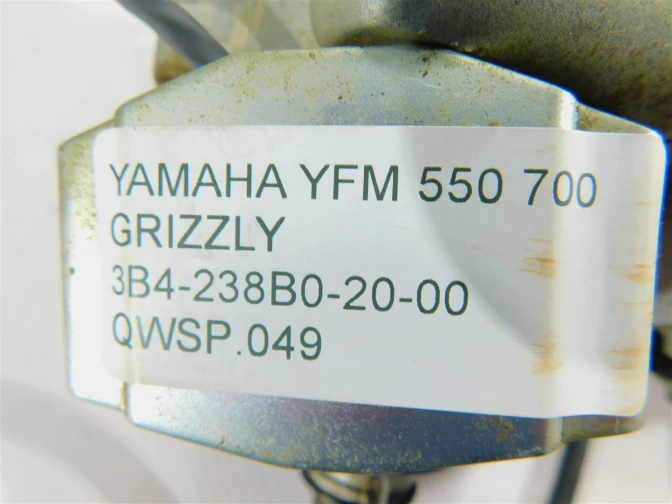 YAMAHA YFM 550 700
GRIZZLY
3B4-238B0-20-00
QWSP.049